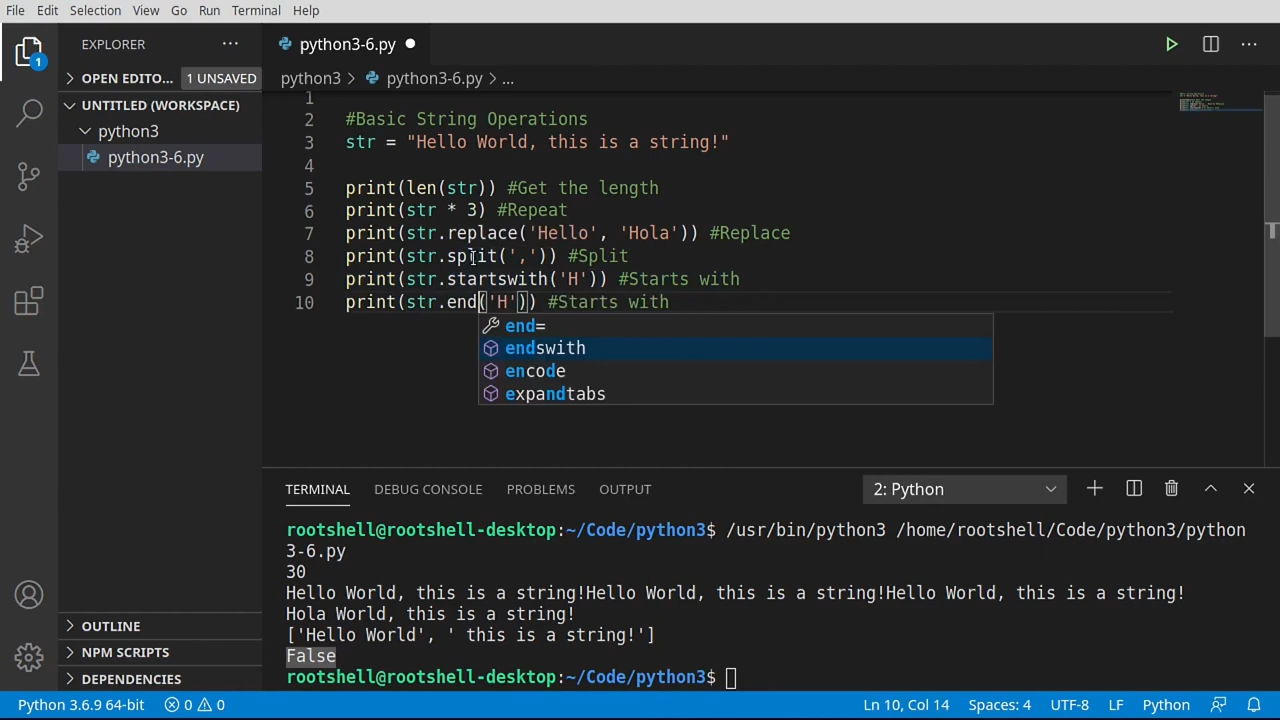 File Edit Selection View Go Run Terminal Help
EXPLORER
python3-6.py
1
OPEN EDITO... 1 UNSAVED
python3 > python3-6.py > ...
UNTITLED (WORKSPACE)
python3
python3-6.py
1
2 #Basic String Operations
3 str = "Hello World, this is a string!"
4
5 print(len(str)) #Get the length
6 print(str * 3) #Repeat
7 print(str.replace('Hello', 'Hola')) #Replace
8 print(str.split(',')) #Split
9 print(str.startswith('H')) #Starts with
10 print(str.end('H')) #Starts with
end=
endswith
encode
expandtabs
TERMINAL DEBUG CONSOLE PROBLEMS OUTPUT 2: Python
rootshell@rootshell-desktop:~/Code/python3$ /usr/bin/python3 /home/rootshell/Code/python3/python
3-6.py
30
Hello World, this is a string!Hello World, this is a string!Hello World, this is a string!
Hola World, this is a string!
['Hello World', ' this is a string!']
False
rootshell@rootshell-desktop:~/Code/python3$
OUTLINE
NPM SCRIPTS
DEPENDENCIES
Python 3.6.9 64-bit 0 0 Ln 10, Col 14 Spaces: 4 UTF-8 LF Python